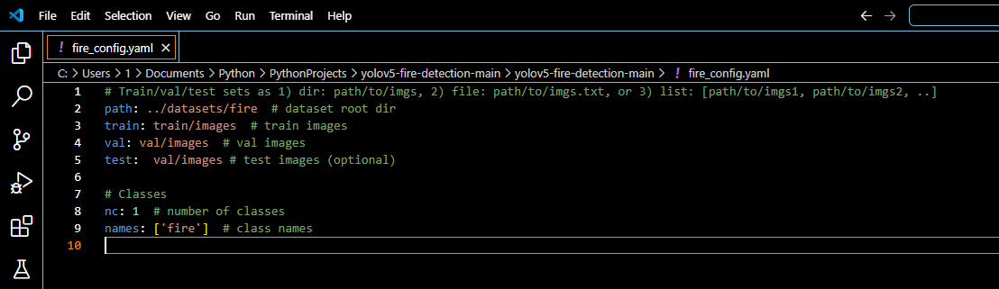 File Edit Selection View Go Run Terminal Help
! fire_config.yaml ×
C: > Users > 1 > Documents > Python > PythonProjects > yolov5-fire-detection-main > yolov5-fire-detection-main > ! fire_config.yaml
1 # Train/val/test sets as 1) dir: path/to/imgs, 2) file: path/to/imgs.txt, or 3) list: [path/to/imgs1, path/to/imgs2, ..]
2 path: ../datasets/fire  # dataset root dir
3 train: train/images  # train images
4 val: val/images  # val images
5 test:  val/images # test images (optional)
6
7 # Classes
8 nc: 1  # number of classes
9 names: ['fire']  # class names
10